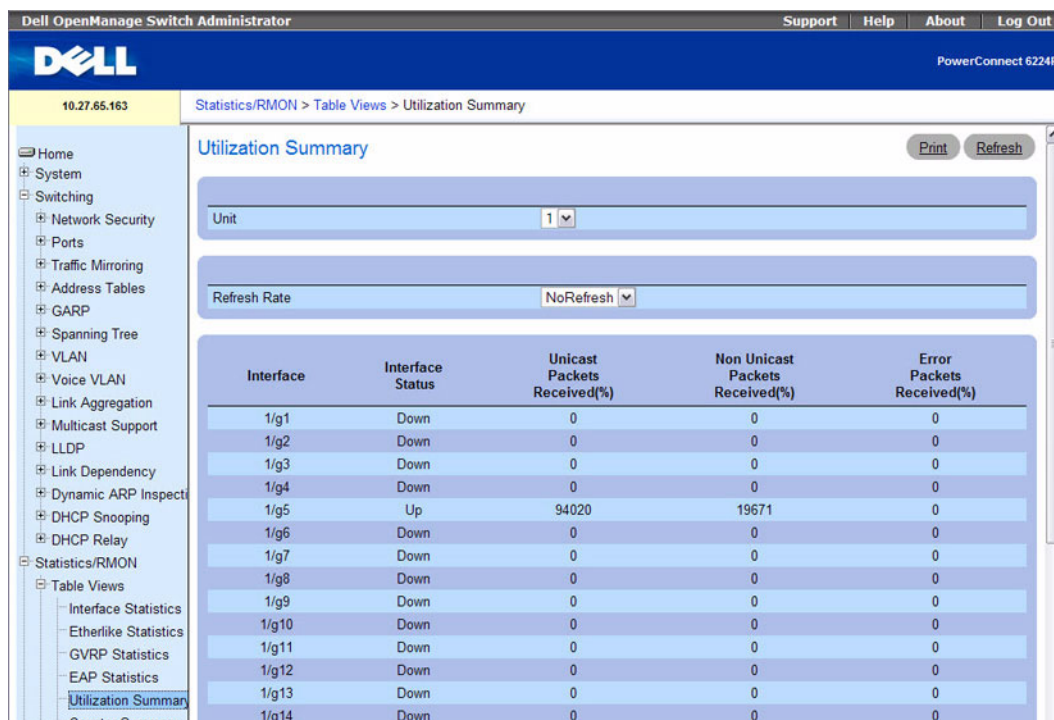 Dell OpenManage Switch Administrator
Support Help About Log Out
DELL
PowerConnect 6224
10.27.65.163
Statistics/RMON > Table Views > Utilization Summary
Home
System
Switching
Network Security
Ports
Traffic Mirroring
Address Tables
GARP
Spanning Tree
VLAN
Voice VLAN
Link Aggregation
Multicast Support
LLDP
Link Dependency
Dynamic ARP Inspecti
DHCP Snooping
DHCP Relay
Statistics/RMON
Table Views
Interface Statistics
Etherlike Statistics
GVRP Statistics
EAP Statistics
Utilization Summary
Utilization Summary
Print Refresh
Unit 1
Refresh Rate NoRefresh
Interface Interface Status Unicast Packets Received(%) Non Unicast Packets Received(%) Error Packets Received(%)
1/g1 Down 0 0 0
1/g2 Down 0 0 0
1/g3 Down 0 0 0
1/g4 Down 0 0 0
1/g5 Up 94020 19671 0
1/g6 Down 0 0 0
1/g7 Down 0 0 0
1/g8 Down 0 0 0
1/g9 Down 0 0 0
1/g10 Down 0 0 0
1/g11 Down 0 0 0
1/g12 Down 0 0 0
1/g13 Down 0 0 0
1/g14 Down 0 0 0